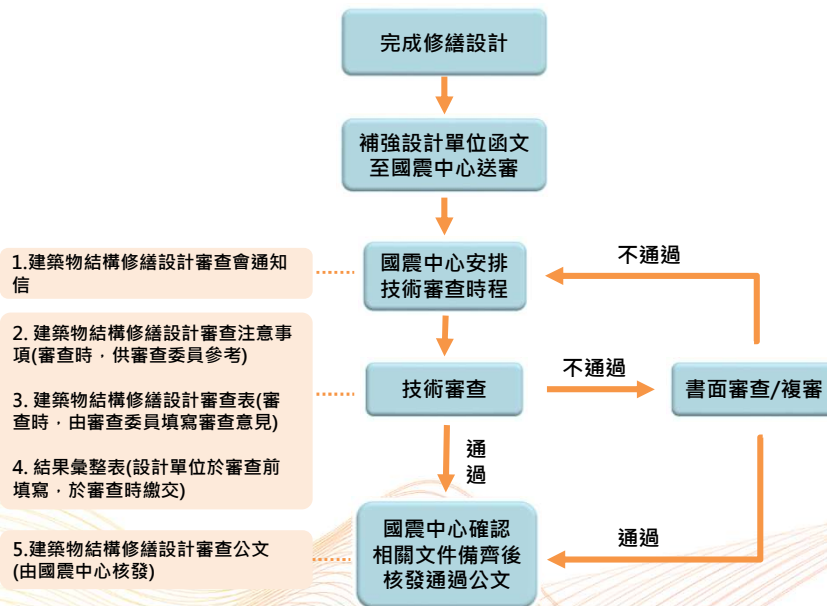 完成修繕設計
補強設計單位函文
至國震中心送審
1.建築物結構修繕設計審查會通知
信
國震中心安排
技術審查時程
不通過
2. 建築物結構修繕設計審查注意事
項(審查時，供審查委員參考)
3. 建築物結構修繕設計審查表(審
查時，由審查委員填寫審查意見)
4. 結果彙整表(設計單位於審查前
填寫，於審查時繳交)
技術審查
不通過
書面審查/複審
通
過
5.建築物結構修繕設計審查公文
(由國震中心核發)
國震中心確認
相關文件備齊後
核發通過公文
通過